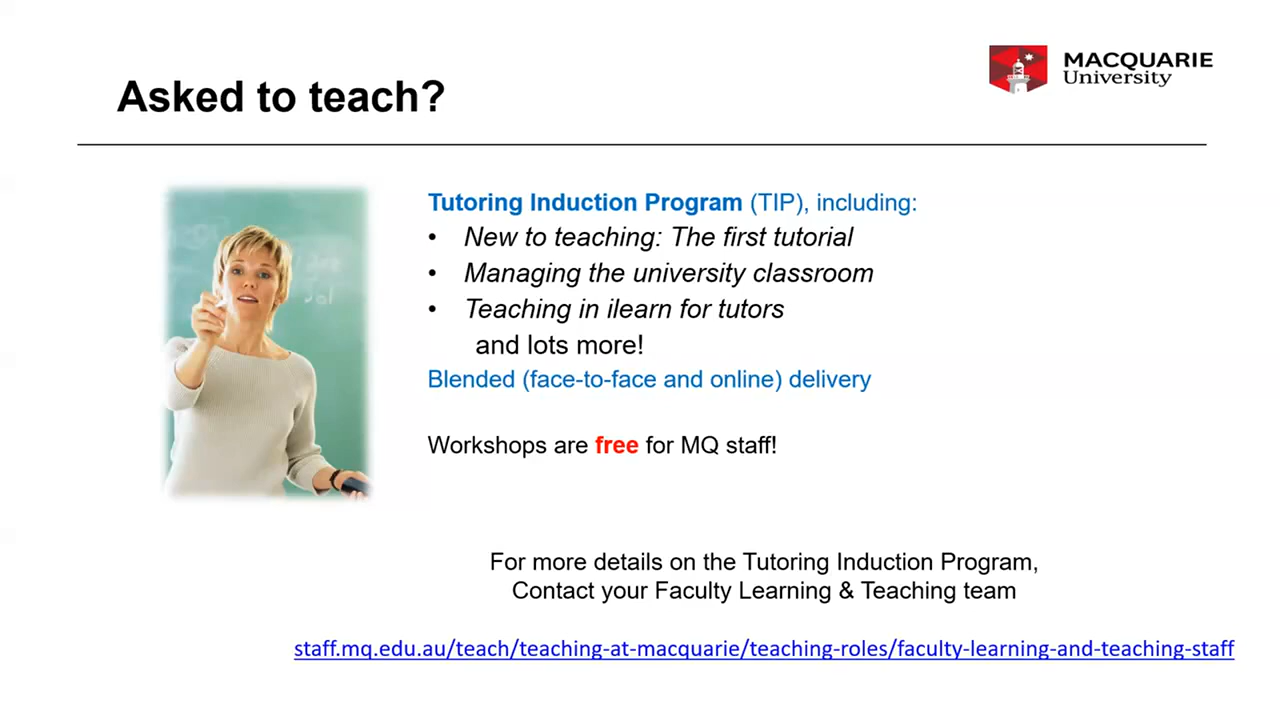 MACQUARIE
University
Asked to teach?
Tutoring Induction Program (TIP), including:
• New to teaching: The first tutorial
• Managing the university classroom
• Teaching in ilearn for tutors
and lots more!
Blended (face-to-face and online) delivery
Workshops are free for MQ staff!
For more details on the Tutoring Induction Program,
Contact your Faculty Learning & Teaching team
staff.mq.edu.au/teach/teaching-at-macquarie/teaching-roles/faculty-learning-and-teaching-staff